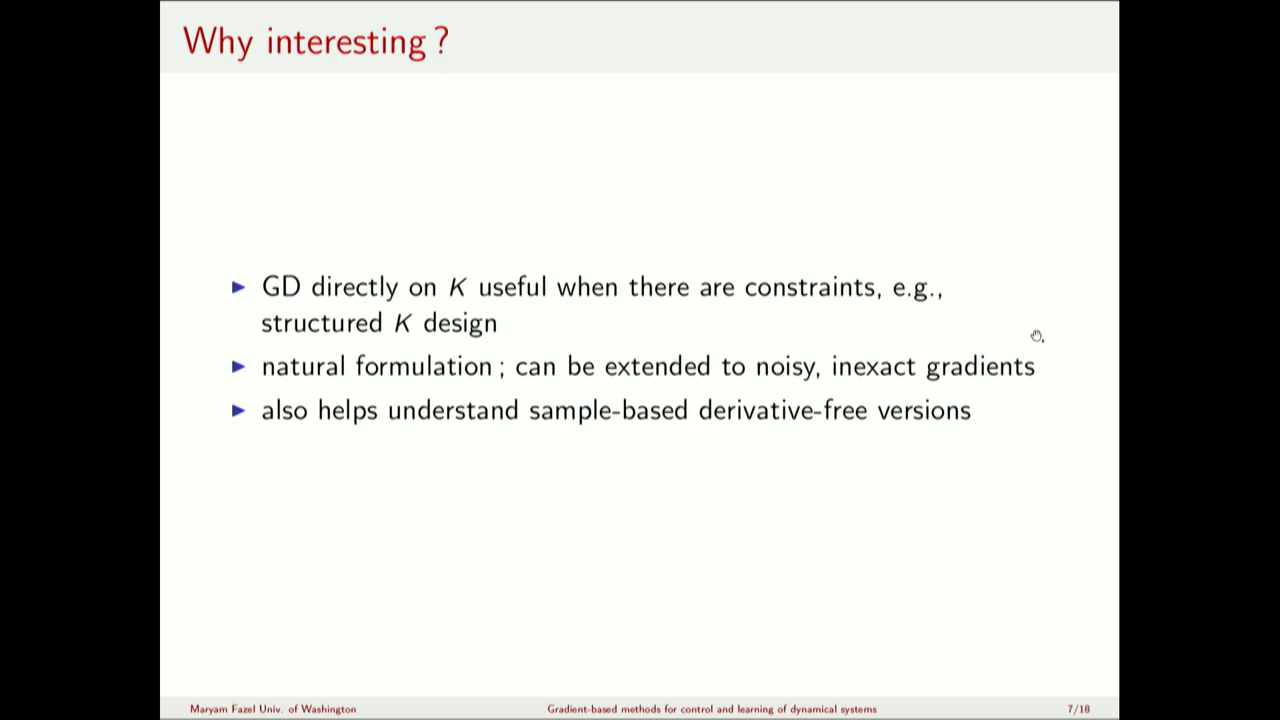 Why interesting ?
▶ GD directly on K useful when there are constraints, e.g.,
structured K design
▶ natural formulation ; can be extended to noisy, inexact gradients
▶ also helps understand sample-based derivative-free versions
Maryam Fazel Univ. of Washington
Gradient-based methods for control and learning of dynamical systems
7/18